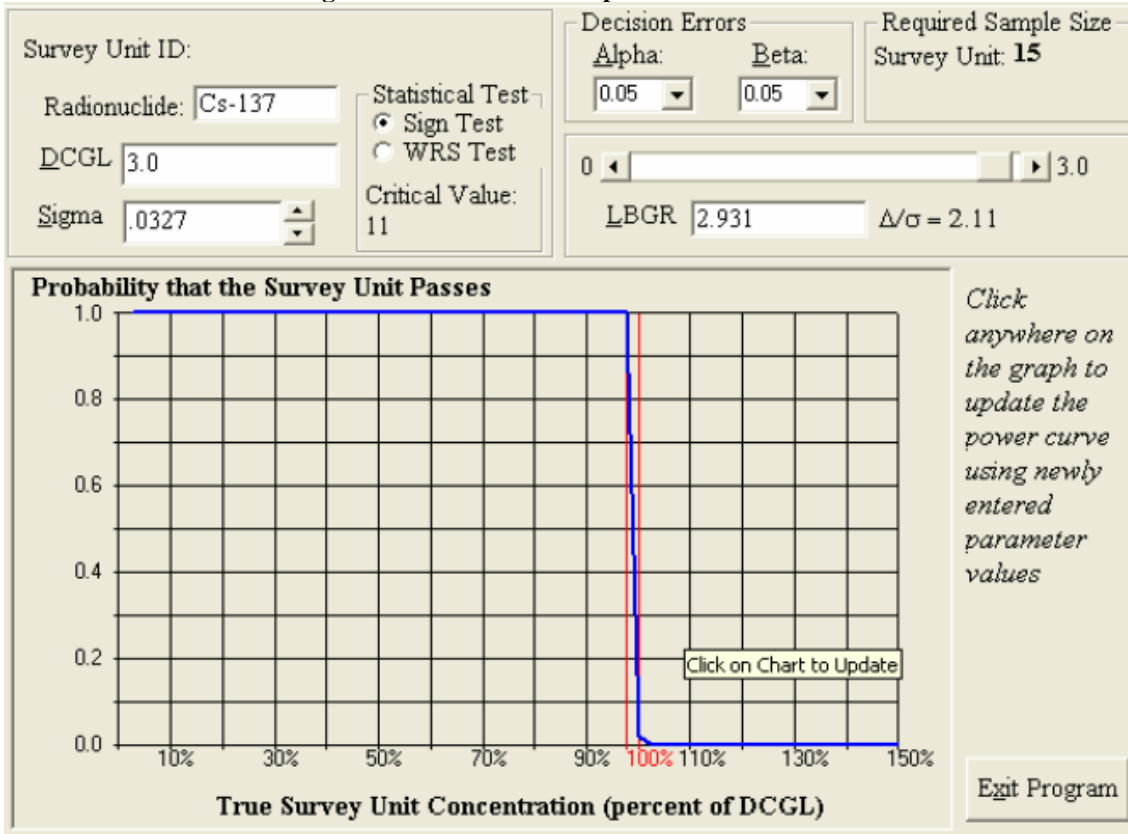 Survey Unit ID:
Radionuclide: Cs-137
DCGL 3.0
Sigma .0327
Statistical Test
Sign Test
WRS Test
Critical Value:
11
Decision Errors
Alpha: Beta:
0.05 0.05
Required Sample Size
Survey Unit: 15
0 3.0
LBGR 2.931 Δ/σ = 2.11
Probability that the Survey Unit Passes
1.0
0.8
0.6
0.4
0.2
0.0
10% 30% 50% 70% 90% 100% 110% 130% 150%
True Survey Unit Concentration (percent of DCGL)
Click on Chart to Update
Click
anywhere on
the graph to
update the
power curve
using newly
entered
parameter
values
Exit Program